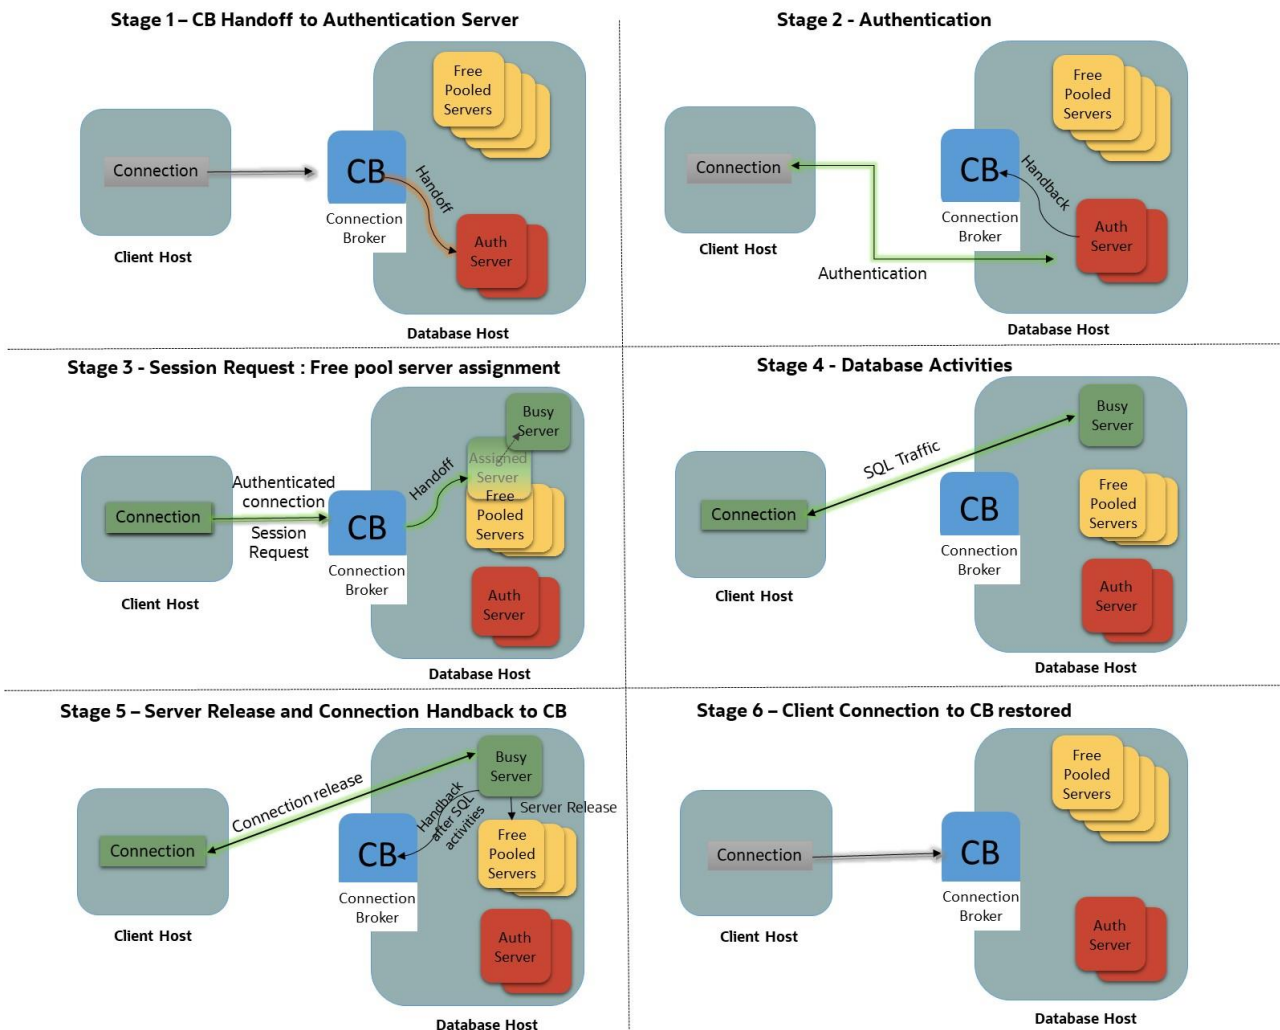 Stage 1 – CB Handoff to Authentication Server
Free
Pooled
Servers
Connection
CB
Handoff
Connection
Broker
Auth
Server
Client Host
Database Host
Stage 2 - Authentication
Free
Pooled
Servers
Connection
CB
Handback
Connection
Broker
Auth
Server
Client Host
Authentication
Database Host
Stage 3 - Session Request : Free pool server assignment
Busy
Server
Assigned
Server
Free
Pooled
Servers
Handoff
Authenticated
connection
Connection
Session
Request
CB
Connection
Broker
Auth
Server
Client Host
Database Host
Stage 4 - Database Activities
Busy
Server
SQL Traffic
Free
Pooled
Servers
Connection
CB
Connection
Broker
Auth
Server
Client Host
Database Host
Stage 5 – Server Release and Connection Handback to CB
Busy
Server
Connection release
Handback
after SQL
activities
Server Release
Free
Pooled
Servers
Connection
CB
Connection
Broker
Auth
Server
Client Host
Database Host
Stage 6 – Client Connection to CB restored
Free
Pooled
Servers
Connection
CB
Connection
Broker
Auth
Server
Client Host
Database Host